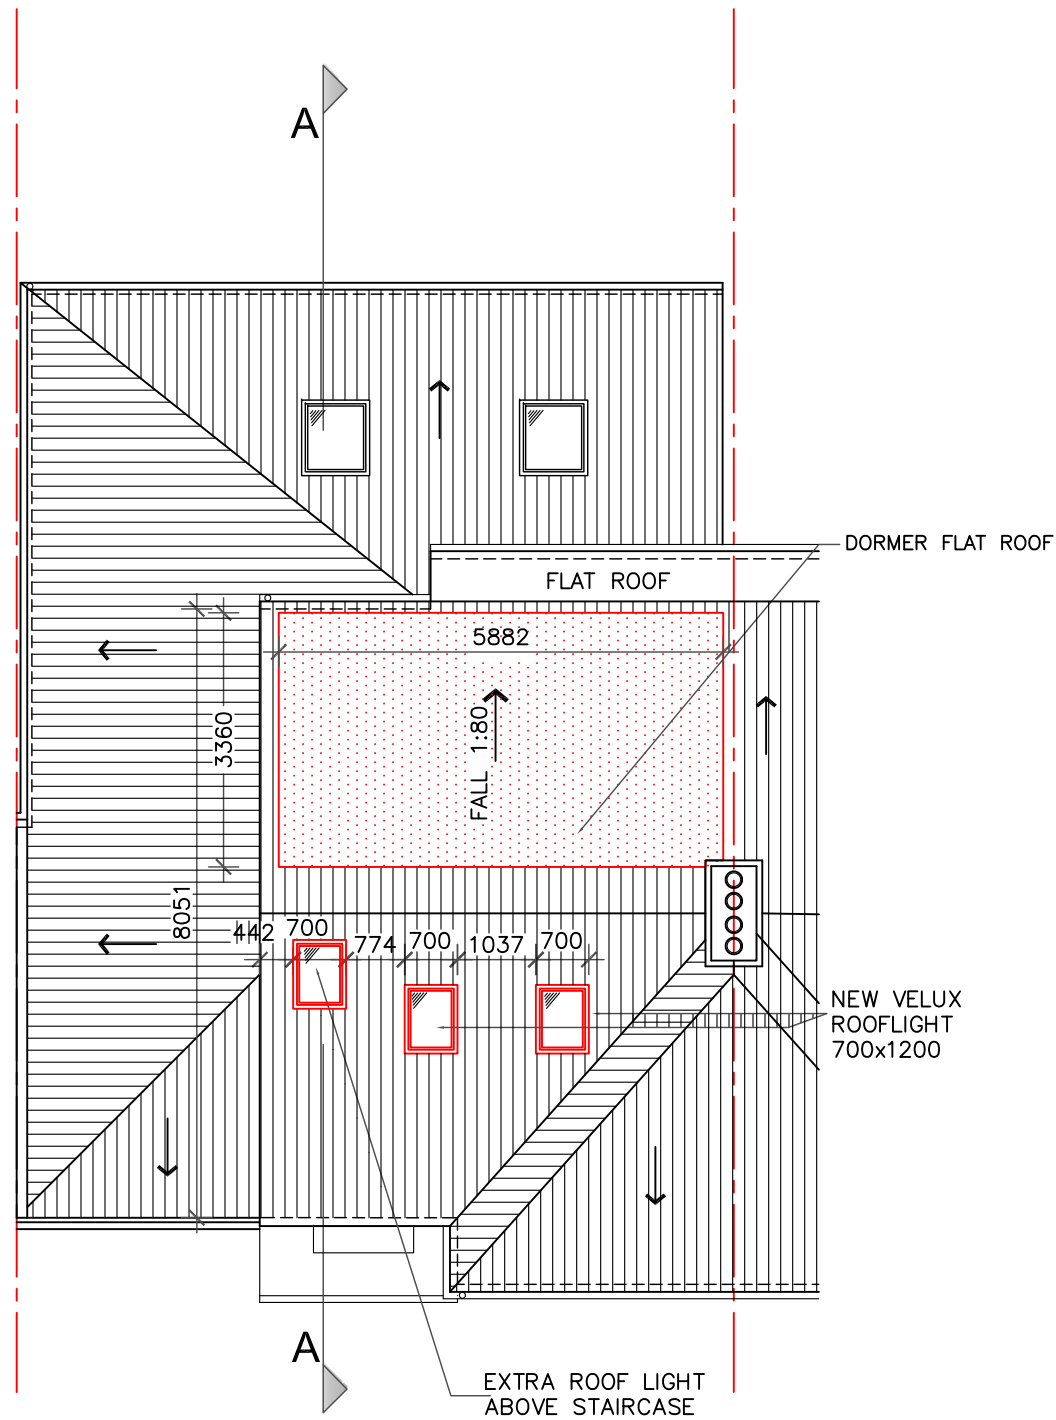 A
DORMER FLAT ROOF
FLAT ROOF
5882
3360
FALL 1:80
8051
442
700
774
700
1037
700
NEW VELUX
ROOFLIGHT
700x1200
A
EXTRA ROOF LIGHT
ABOVE STAIRCASE